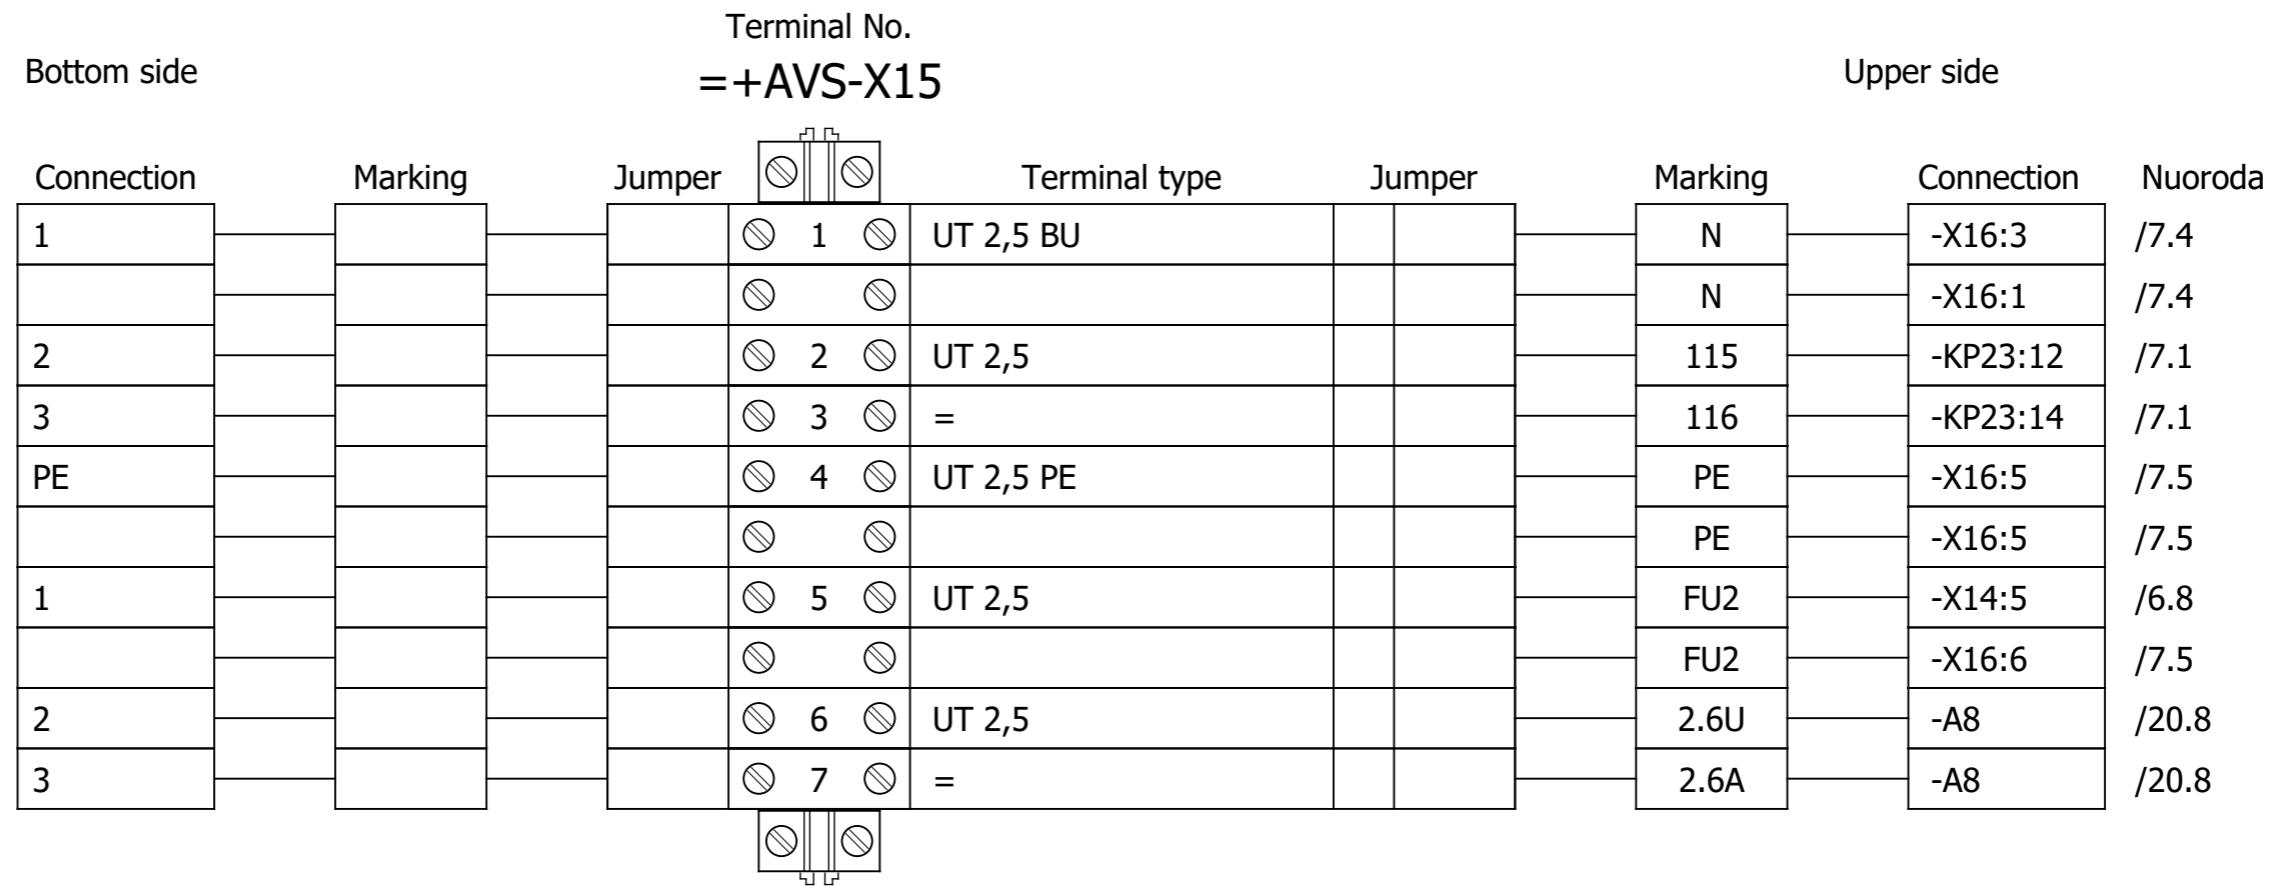 Terminal No.
Bottom side =+AVS-X15 Upper side
Connection Marking Jumper Terminal type Jumper Marking Connection Nuoroda
1 1 UT 2,5 BU N -X16:3 /7.4
N -X16:1 /7.4
2 2 UT 2,5 115 -KP23:12 /7.1
3 3 = 116 -KP23:14 /7.1
PE 4 UT 2,5 PE PE -X16:5 /7.5
PE -X16:5 /7.5
1 5 UT 2,5 FU2 -X14:5 /6.8
FU2 -X16:6 /7.5
2 6 UT 2,5 2.6U -A8 /20.8
3 7 = 2.6A -A8 /20.8